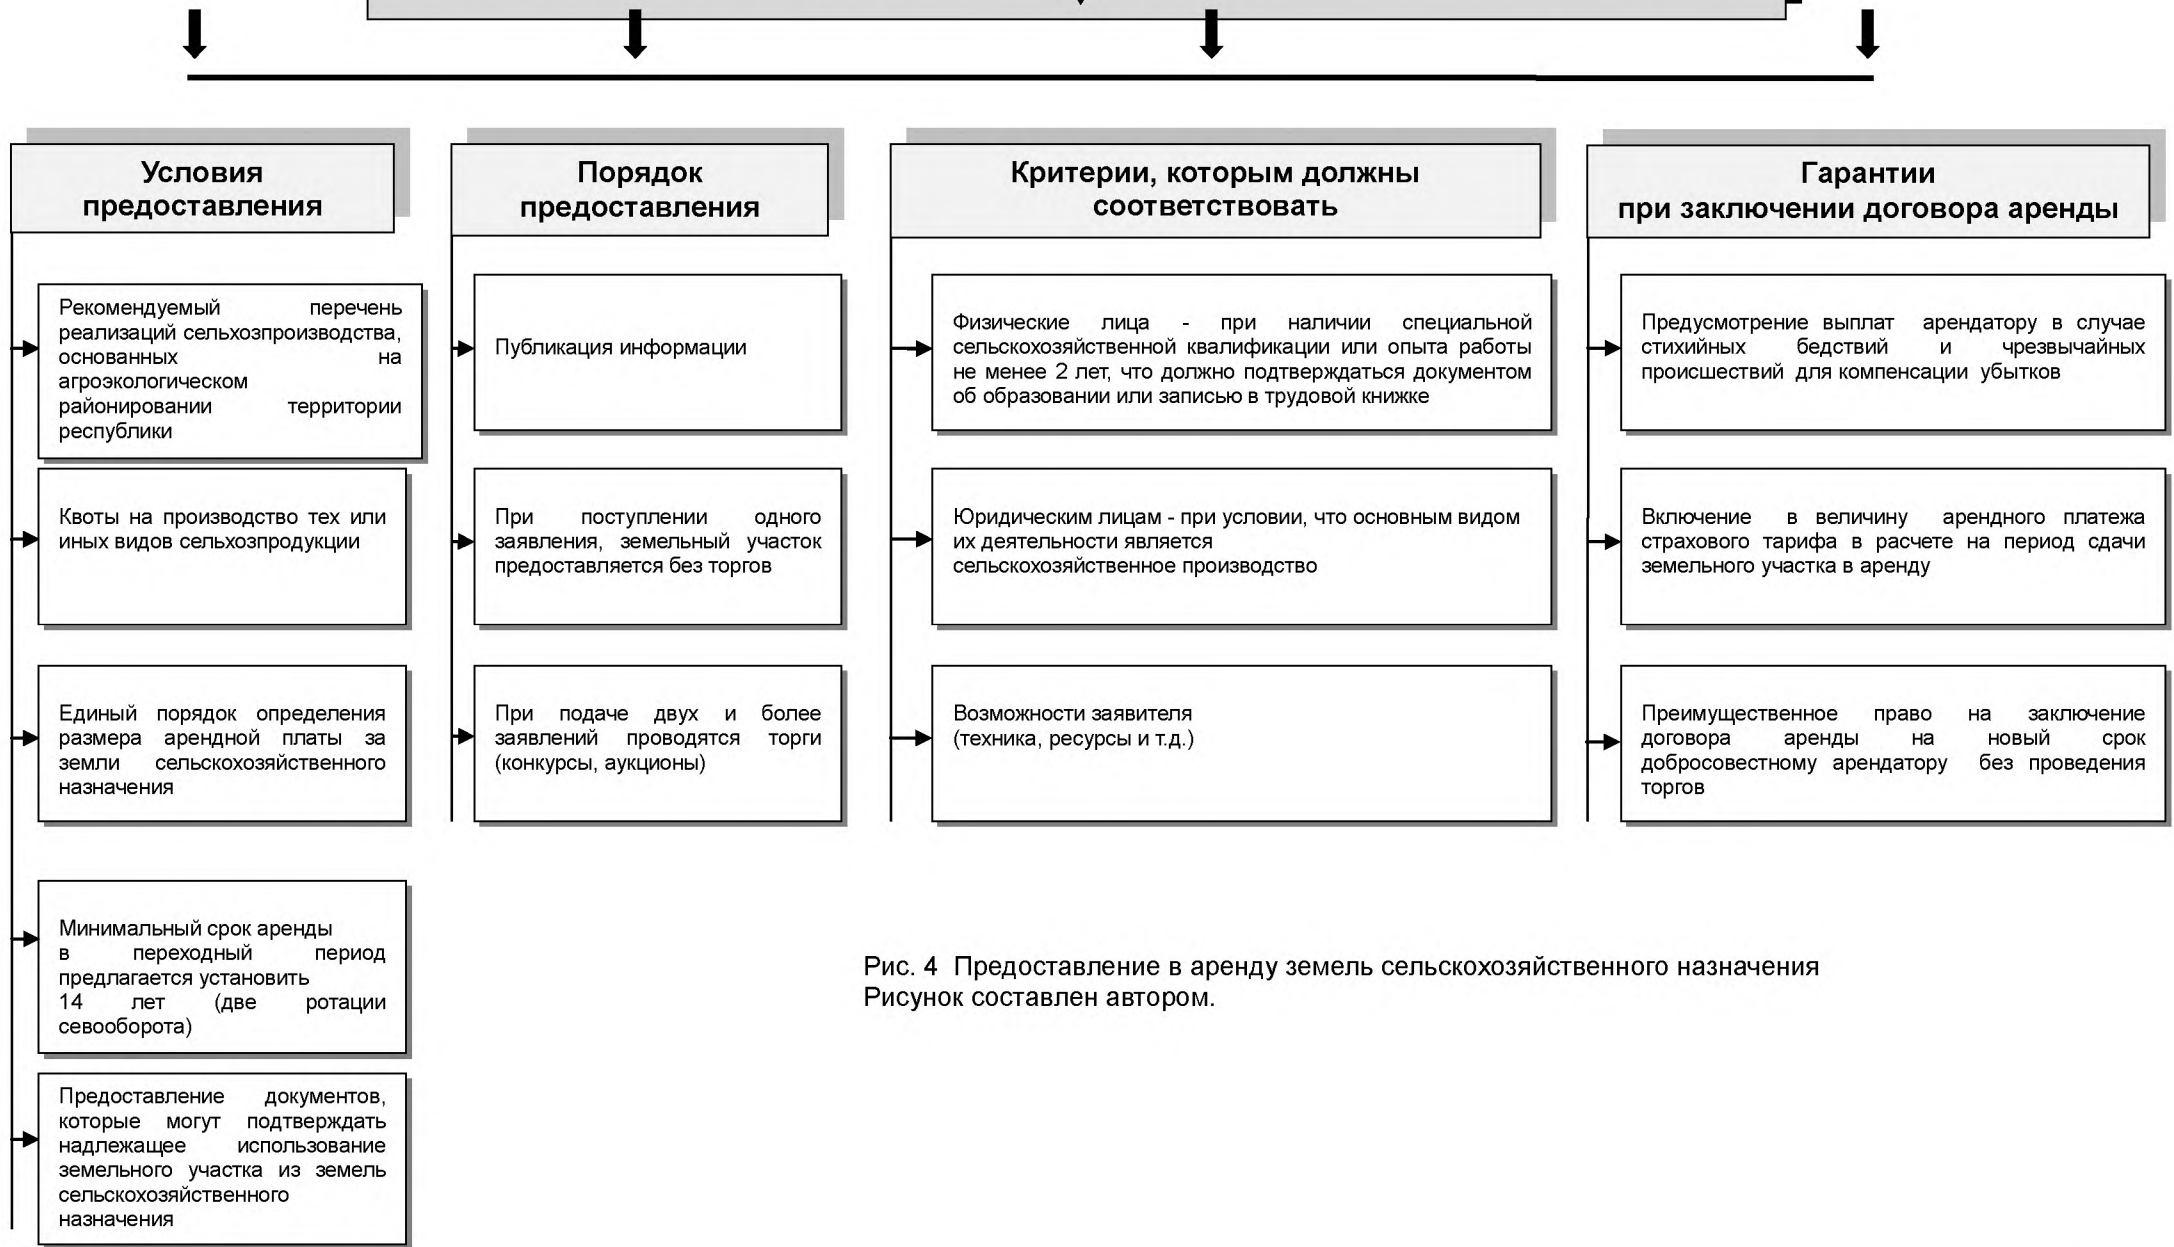 Условия
предоставления
Рекомендуемый перечень
реализаций сельхозпроизводства,
основанных на
агроэкологическом
районировании территории
республики
Квоты на производство тех или
иных видов сельхозпродукции
Единый порядок определения
размера арендной платы за
земли сельскохозяйственного
назначения
Минимальный срок аренды
в переходный период
предлагается установить
14 лет (две ротации
севооборота)
Предоставление документов,
которые могут подтверждать
надлежащее использование
земельного участка из земель
сельскохозяйственного
назначения
Порядок
предоставления
Публикация информации
При поступлении одного
заявления, земельный участок
предоставляется без торгов
При подаче двух и более
заявлений проводятся торги
(конкурсы, аукционы)
Критерии, которым должны
соответствовать
Физические лица - при наличии специальной
сельскохозяйственной квалификации или опыта работы
не менее 2 лет, что должно подтверждаться документом
об образовании или записью в трудовой книжке
Юридическим лицам - при условии, что основным видом
их деятельности является
сельскохозяйственное производство
Возможности заявителя
(техника, ресурсы и т.д.)
Гарантии
при заключении договора аренды
Предусмотрение выплат арендатору в случае
стихийных бедствий и чрезвычайных
происшествий для компенсации убытков
Включение в величину арендного платежа
страхового тарифа в расчете на период сдачи
земельного участка в аренду
Преимущественное право на заключение
договора аренды на новый срок
добросовестному арендатору без проведения
торгов
Рис. 4 Предоставление в аренду земель сельскохозяйственного назначения
Рисунок составлен автором.